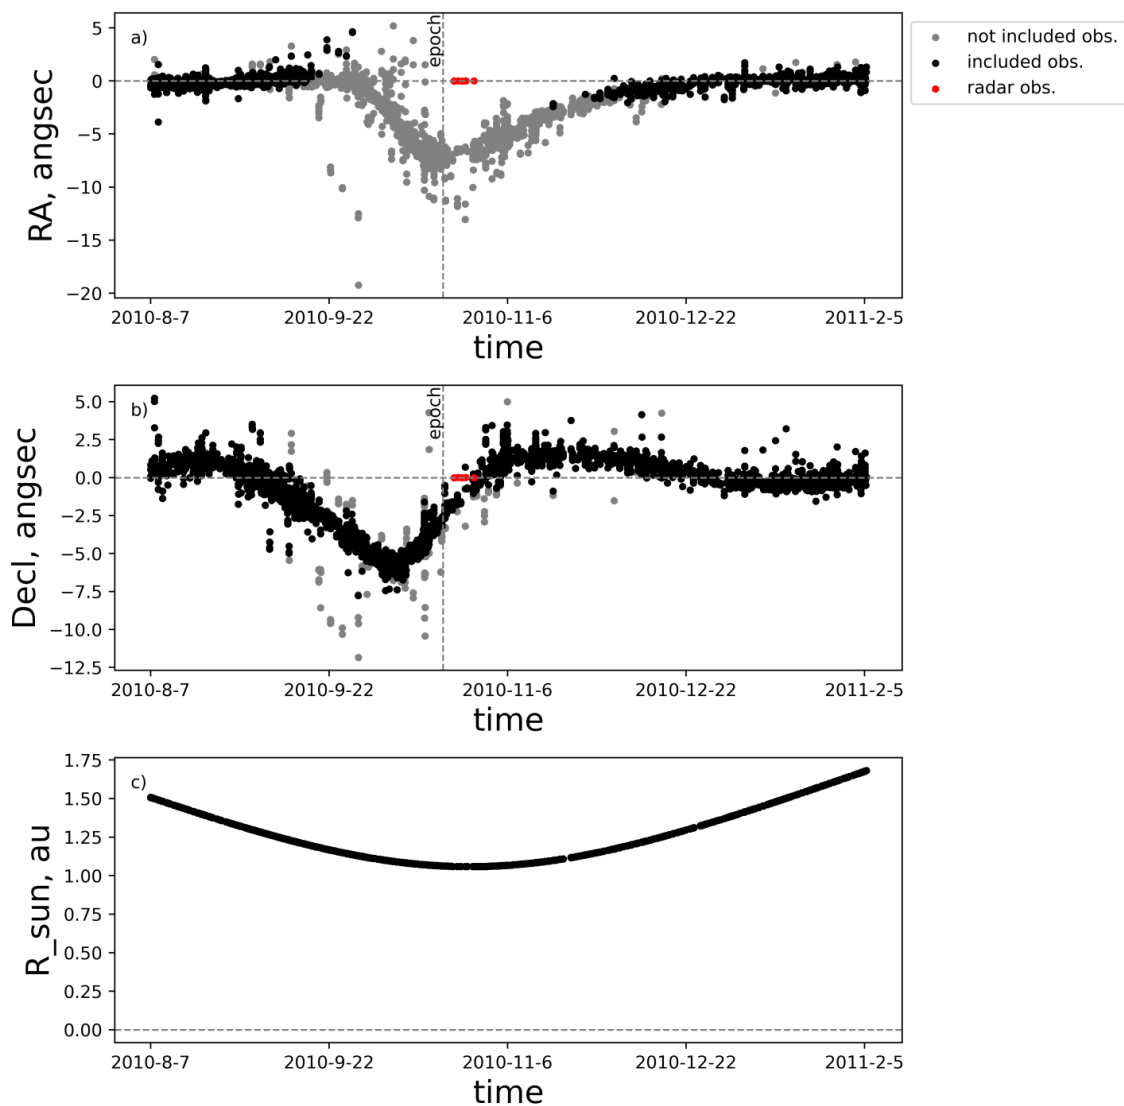 a)
epoch
not included obs.
included obs.
radar obs.
RA, angsec
5
0
−5
−10
−15
−20
2010-8-7 2010-9-22 2010-11-6 2010-12-22 2011-2-5
time
b)
epoch
Decl, angsec
5.0
2.5
0.0
−2.5
−5.0
−7.5
−10.0
−12.5
2010-8-7 2010-9-22 2010-11-6 2010-12-22 2011-2-5
time
c)
R_sun, au
1.75
1.50
1.25
1.00
0.75
0.50
0.25
0.00
2010-8-7 2010-9-22 2010-11-6 2010-12-22 2011-2-5
time